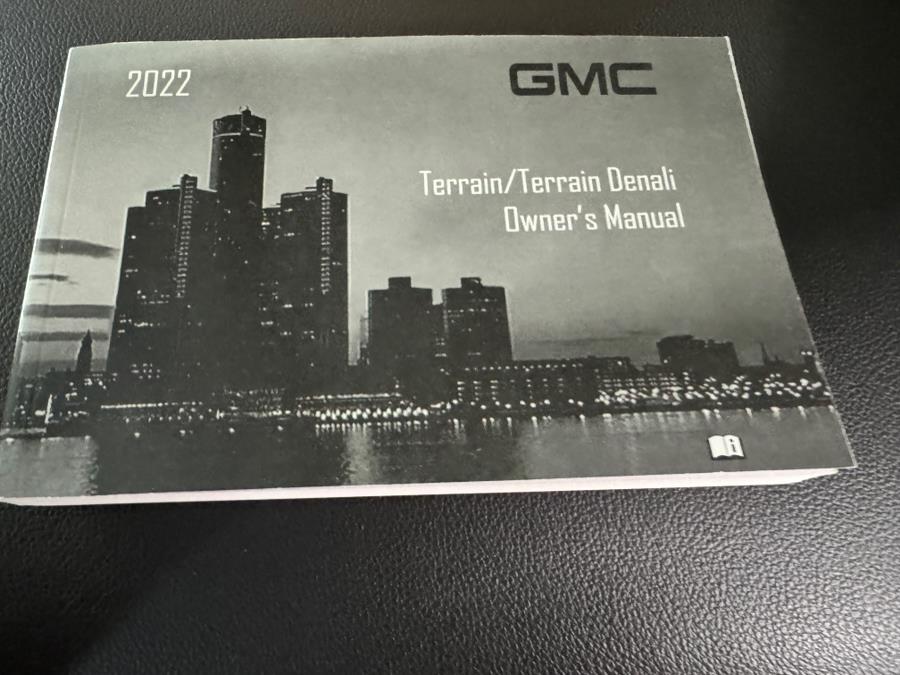 2022
GMC
Terrain/Terrain Denali
Owner's Manual
i